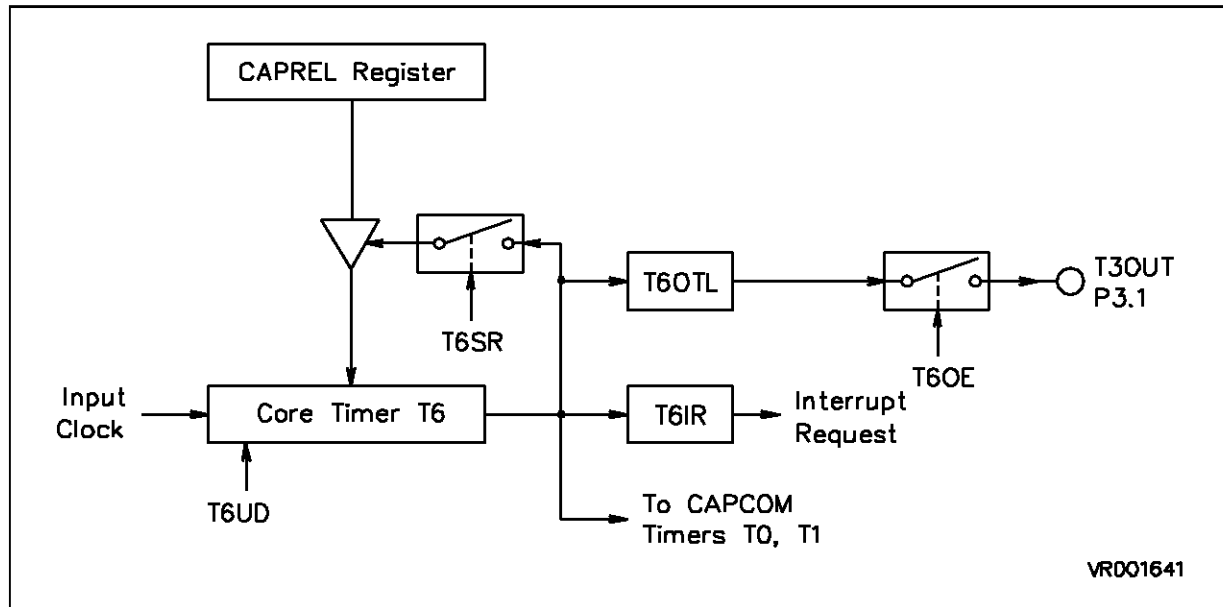 CAPREL Register
T6OTL
T3OUT
P3.1
T6SR
T6OE
Input
Clock
Core Timer T6
T6IR
Interrupt
Request
T6UD
To CAPCOM
Timers T0, T1
VR001641